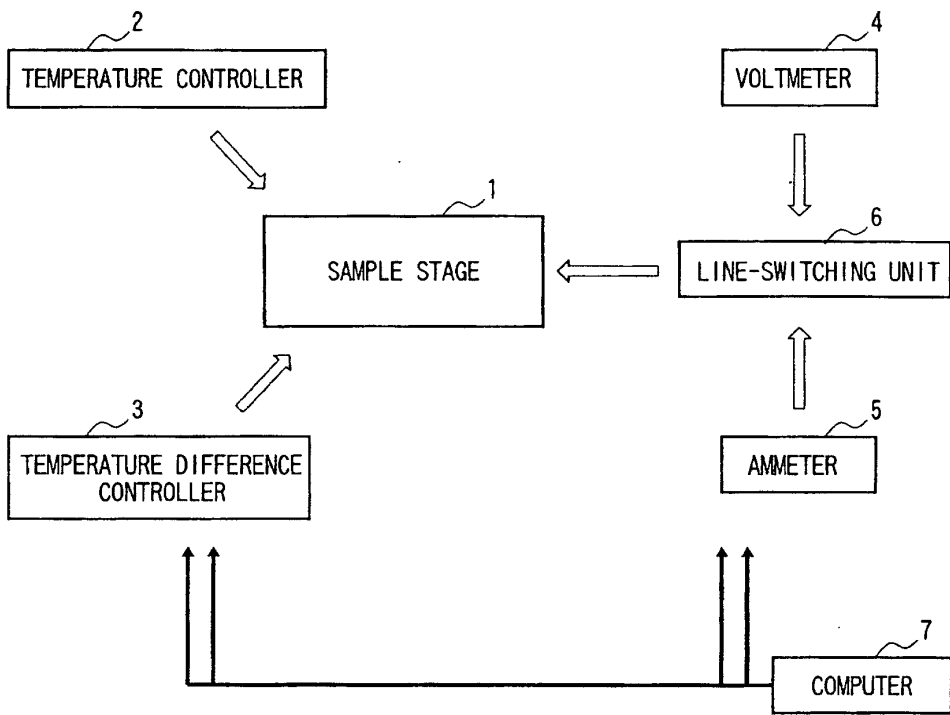 2
TEMPERATURE CONTROLLER
4
VOLTMETER
1
SAMPLE STAGE
6
LINE-SWITCHING UNIT
3
TEMPERATURE DIFFERENCE
CONTROLLER
5
AMMETER
7
COMPUTER